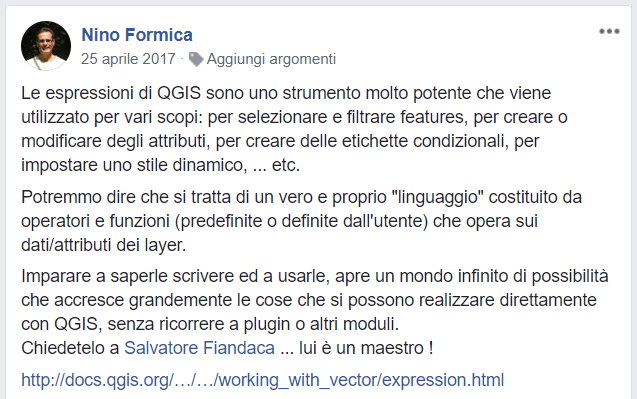 Nino Formica
25 aprile 2017 · Aggiungi argomenti
Le espressioni di QGIS sono uno strumento molto potente che viene
utilizzato per vari scopi: per selezionare e filtrare features, per creare o
modificare degli attributi, per creare delle etichette condizionali, per
impostare uno stile dinamico, ... etc.
Potremmo dire che si tratta di un vero e proprio "linguaggio" costituito da
operatori e funzioni (predefinite o definite dall'utente) che opera sui
dati/attributi dei layer.
Imparare a saperle scrivere ed a usarle, apre un mondo infinito di possibilità
che accresce grandemente le cose che si possono realizzare direttamente
con QGIS, senza ricorrere a plugin o altri moduli.
Chiedetelo a Salvatore Fiandaca ... lui è un maestro !
http://docs.qgis.org/…/…/working_with_vector/expression.html